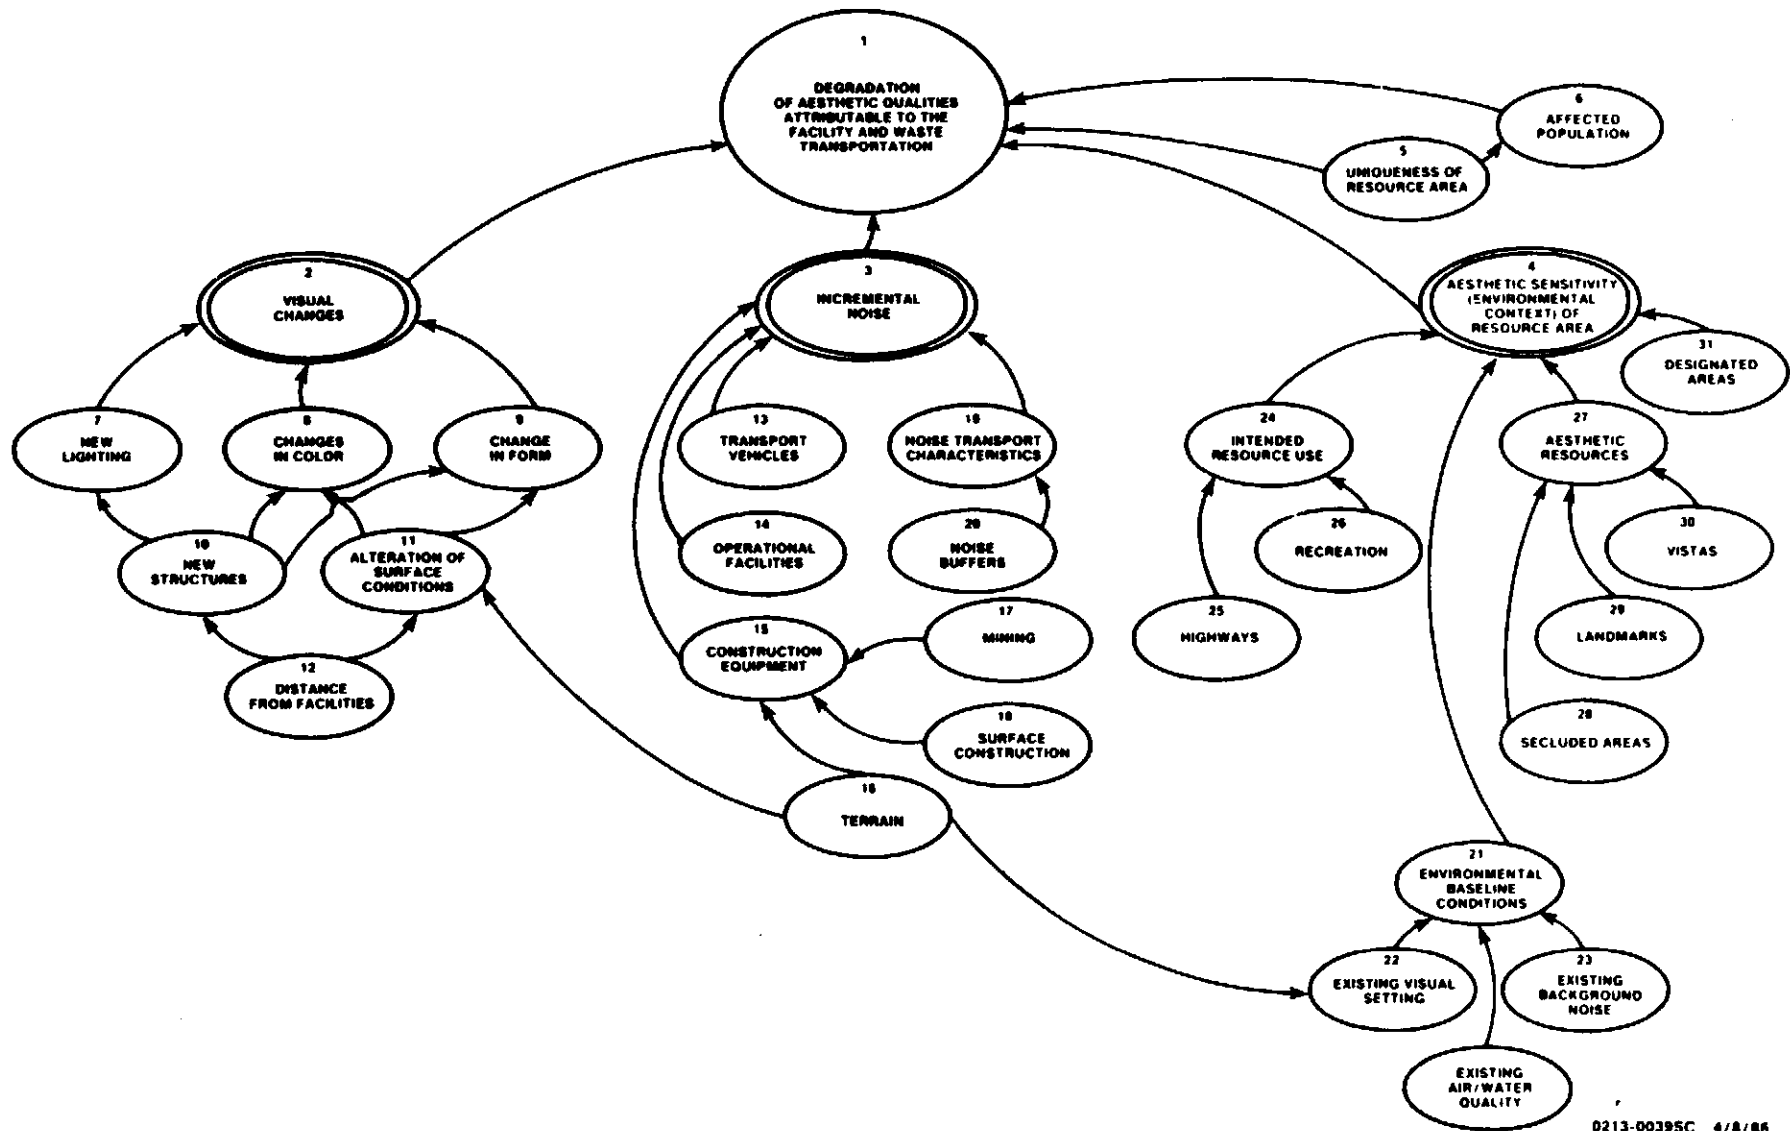 1
DEGRADATION
OF AESTHETIC QUALITIES
ATTRIBUTABLE TO THE
FACILITY AND WASTE
TRANSPORTATION
6
AFFECTED
POPULATION
5
UNIQUENESS OF
RESOURCE AREA
2
VISUAL
CHANGES
3
INCREMENTAL
NOISE
4
AESTHETIC SENSITIVITY
(ENVIRONMENTAL
CONTEXT) OF
RESOURCE AREA
31
DESIGNATED
AREAS
7
NEW
LIGHTING
8
CHANGES
IN COLOR
9
CHANGE
IN FORM
13
TRANSPORT
VEHICLES
19
NOISE TRANSPORT
CHARACTERISTICS
24
INTENDED
RESOURCE USE
27
AESTHETIC
RESOURCES
10
NEW
STRUCTURES
11
ALTERATION OF
SURFACE
CONDITIONS
14
OPERATIONAL
FACILITIES
20
NOISE
BUFFERS
26
RECREATION
30
VISTAS
12
DISTANCE
FROM FACILITIES
15
CONSTRUCTION
EQUIPMENT
17
MINING
25
HIGHWAYS
29
LANDMARKS
18
SURFACE
CONSTRUCTION
28
SECLUDED AREAS
16
TERRAIN
21
ENVIRONMENTAL
BASELINE
CONDITIONS
22
EXISTING VISUAL
SETTING
23
EXISTING
BACKGROUND
NOISE
EXISTING
AIR/WATER
QUALITY
0213-0039SC 4/8/86